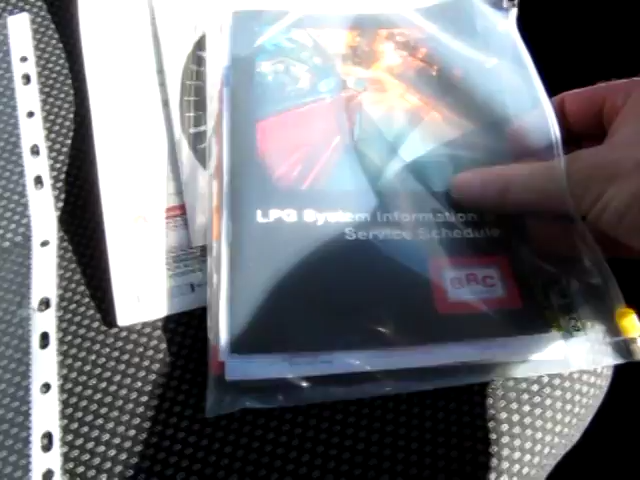 LPG System Information
Service Schedule
BRC